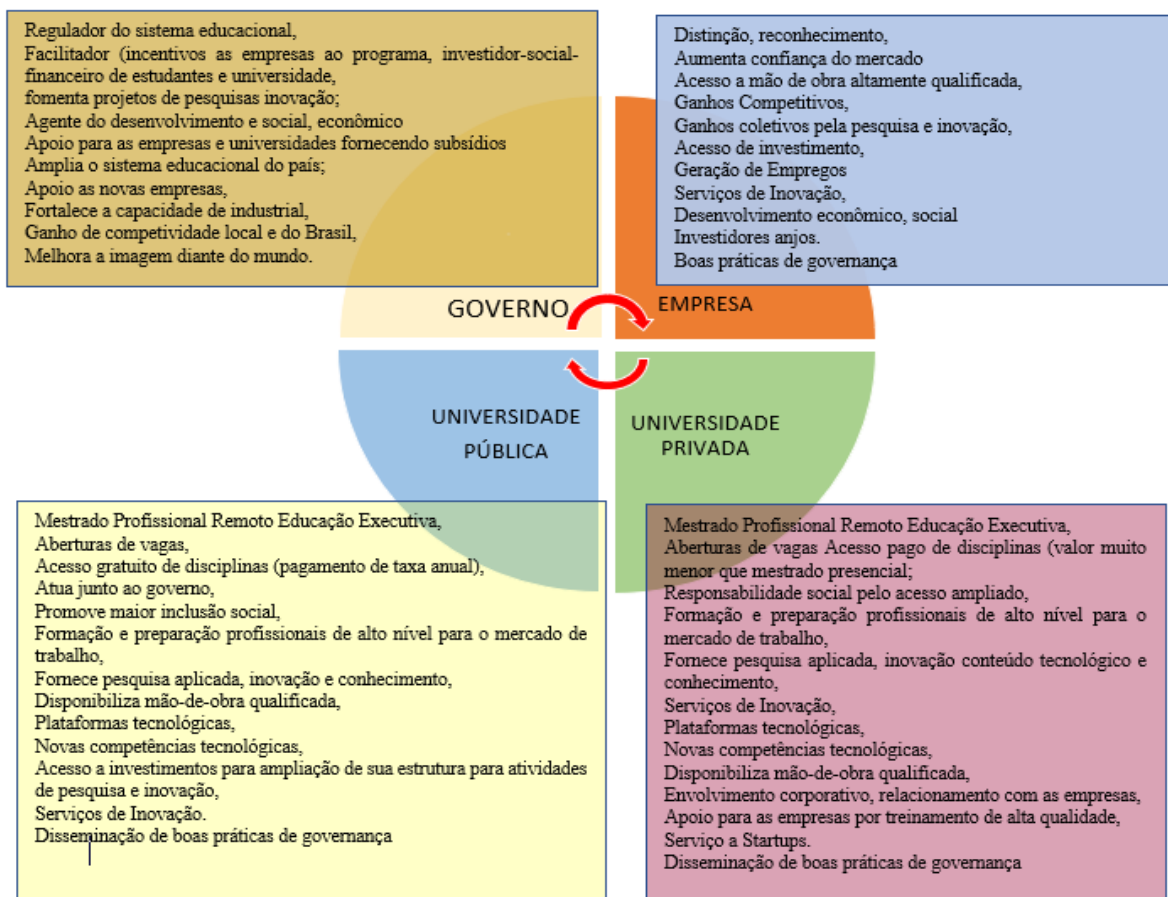 Regulador do sistema educacional,
Facilitador (incentivos as empresas ao programa, investidor-social-
financeiro de estudantes e universidade,
fomenta projetos de pesquisas inovação;
Agente do desenvolvimento e social, econômico
Apoio para as empresas e universidades fornecendo subsídios
Amplia o sistema educacional do país;
Apoio as novas empresas,
Fortalece a capacidade de industrial,
Ganho de competividade local e do Brasil,
Melhora a imagem diante do mundo.
Distinção, reconhecimento,
Aumenta confiança do mercado
Acesso a mão de obra altamente qualificada,
Ganhos Competitivos,
Ganhos coletivos pela pesquisa e inovação,
Acesso de investimento,
Geração de Empregos
Serviços de Inovação,
Desenvolvimento econômico, social
Investidores anjos.
Boas práticas de governança
GOVERNO
EMPRESA
UNIVERSIDADE
PÚBLICA
UNIVERSIDADE
PRIVADA
Mestrado Profissional Remoto Educação Executiva,
Aberturas de vagas,
Acesso gratuito de disciplinas (pagamento de taxa anual),
Atua junto ao governo,
Promove maior inclusão social,
Formação e preparação profissionais de alto nível para o mercado de
trabalho,
Fornece pesquisa aplicada, inovação e conhecimento,
Disponibiliza mão-de-obra qualificada,
Plataformas tecnológicas,
Novas competências tecnológicas,
Acesso a investimentos para ampliação de sua estrutura para atividades
de pesquisa e inovação,
Serviços de Inovação.
Disseminação de boas práticas de governança
Mestrado Profissional Remoto Educação Executiva,
Aberturas de vagas Acesso pago de disciplinas (valor muito
menor que mestrado presencial;
Responsabilidade social pelo acesso ampliado,
Formação e preparação profissionais de alto nível para o
mercado de trabalho,
Fornece pesquisa aplicada, inovação conteúdo tecnológico e
conhecimento,
Serviços de Inovação,
Plataformas tecnológicas,
Novas competências tecnológicas,
Disponibiliza mão-de-obra qualificada,
Envolvimento corporativo, relacionamento com as empresas,
Apoio para as empresas por treinamento de alta qualidade,
Serviço a Startups.
Disseminação de boas práticas de governança